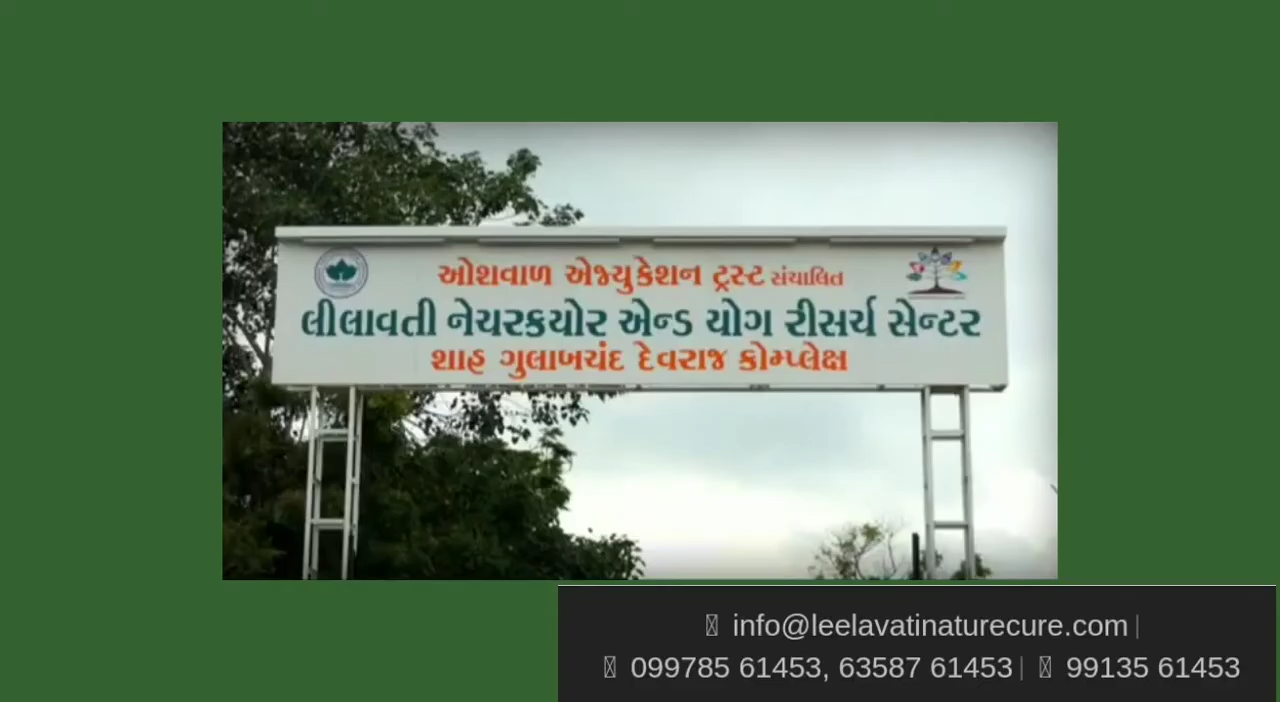 ઓશવાળ એજ્યુકેશન ટ્રસ્ટ સંચાલિત
લીલાવતી નેચરક્યોર એન્ડ યોગ રીસર્ચ સેન્ટર
શાહ ગુલાબચંદ દેવરાજ કોમ્પ્લેક્ષ
info@leelavatinaturecure.com |
099785 61453, 63587 61453 | 99135 61453